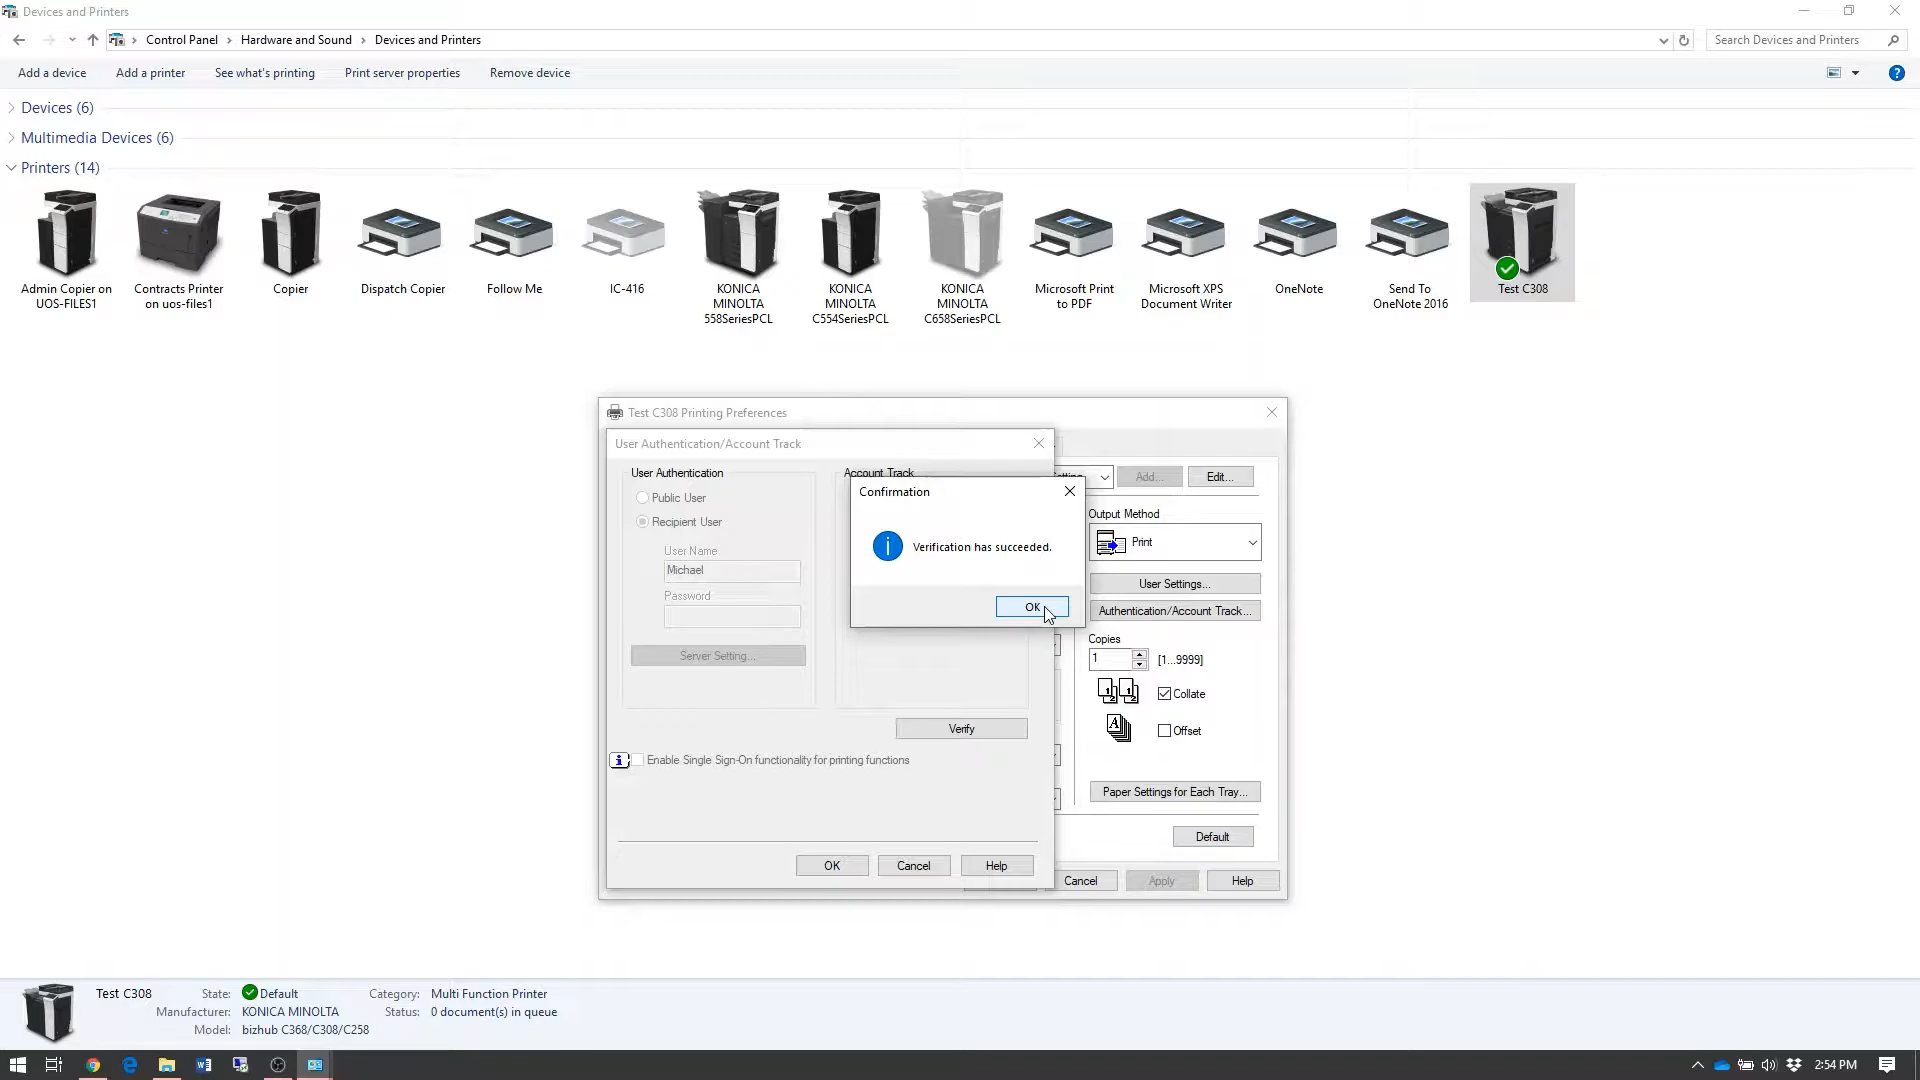 Devices and Printers
Control Panel
Hardware and Sound
Devices and Printers
Search Devices and Printers
Add a device
Add a printer
See what's printing
Print server properties
Remove device
Devices (6)
Multimedia Devices (6)
Printers (14)
Admin Copier on
UOS-FILES1
Contracts Printer
on uos-files1
Copier
Dispatch Copier
Follow Me
IC-416
KONICA
MINOLTA
558SeriesPCL
KONICA
MINOLTA
C554SeriesPCL
KONICA
MINOLTA
C658SeriesPCL
Microsoft Print
to PDF
Microsoft XPS
Document Writer
OneNote
Send To
OneNote 2016
Test C308
Test C308 Printing Preferences
User Authentication/Account Track
User Authentication
Public User
Recipient User
User Name
Michael
Password
Server Setting...
Account Track
Confirmation
Verification has succeeded.
OK
Verify
Enable Single Sign-On functionality for printing functions
OK
Cancel
Help
Add...
Edit...
Output Method
Print
User Settings...
Authentication/Account Track...
Copies
1
[1...9999]
Collate
Offset
Paper Settings for Each Tray...
Default
Cancel
Apply
Help
Test C308
State:
Default
Category:
Multi Function Printer
Manufacturer:
KONICA MINOLTA
Status:
0 document(s) in queue
Model:
bizhub C368/C308/C258
2:54 PM